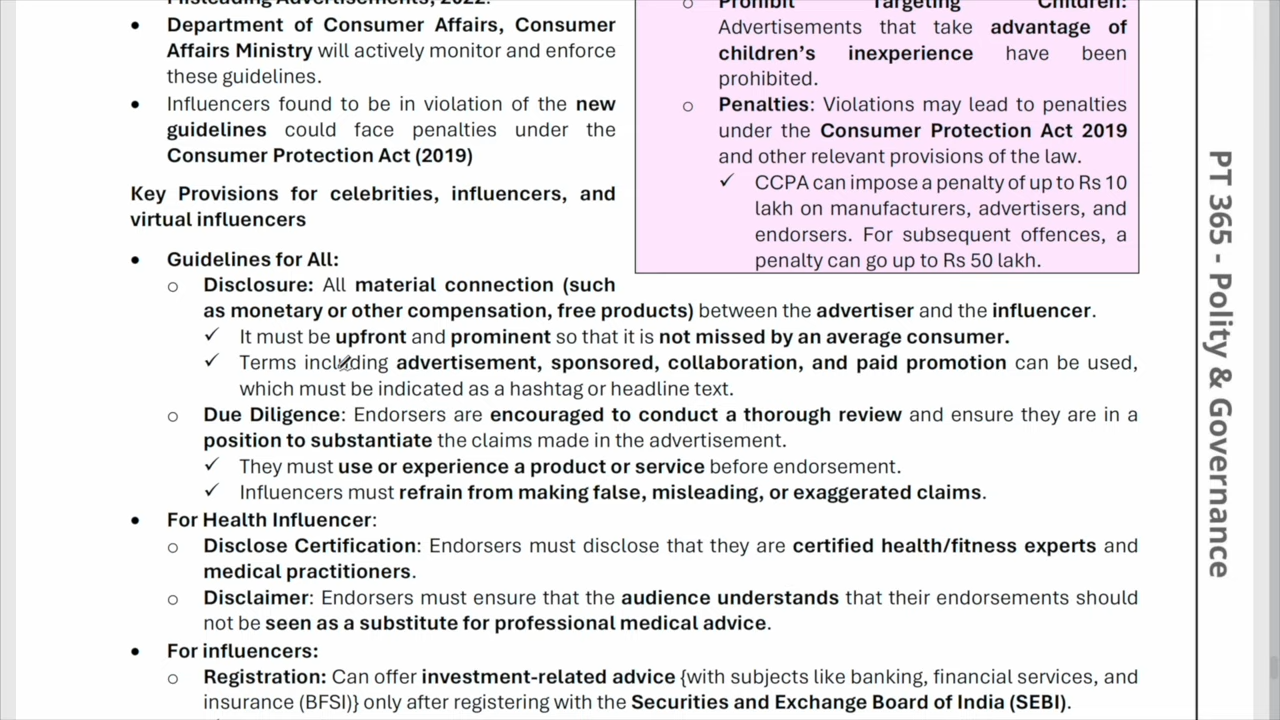 Misleading Advertisements, 2022.
• Department of Consumer Affairs, Consumer
Affairs Ministry will actively monitor and enforce
these guidelines.
• Influencers found to be in violation of the new
guidelines could face penalties under the
Consumer Protection Act (2019)
Key Provisions for celebrities, influencers, and
virtual influencers
o Prohibit Targeting Children:
Advertisements that take advantage of
children’s inexperience have been
prohibited.
o Penalties: Violations may lead to penalties
under the Consumer Protection Act 2019
and other relevant provisions of the law.
✓ CCPA can impose a penalty of up to Rs 10
lakh on manufacturers, advertisers, and
endorsers. For subsequent offences, a
penalty can go up to Rs 50 lakh.
• Guidelines for All:
o Disclosure: All material connection (such
as monetary or other compensation, free products) between the advertiser and the influencer.
✓ It must be upfront and prominent so that it is not missed by an average consumer.
✓ Terms including advertisement, sponsored, collaboration, and paid promotion can be used,
which must be indicated as a hashtag or headline text.
o Due Diligence: Endorsers are encouraged to conduct a thorough review and ensure they are in a
position to substantiate the claims made in the advertisement.
✓ They must use or experience a product or service before endorsement.
✓ Influencers must refrain from making false, misleading, or exaggerated claims.
• For Health Influencer:
o Disclose Certification: Endorsers must disclose that they are certified health/fitness experts and
medical practitioners.
o Disclaimer: Endorsers must ensure that the audience understands that their endorsements should
not be seen as a substitute for professional medical advice.
• For influencers:
o Registration: Can offer investment-related advice {with subjects like banking, financial services, and
insurance (BFSI)} only after registering with the Securities and Exchange Board of India (SEBI).
PT 365 - Polity & Governance